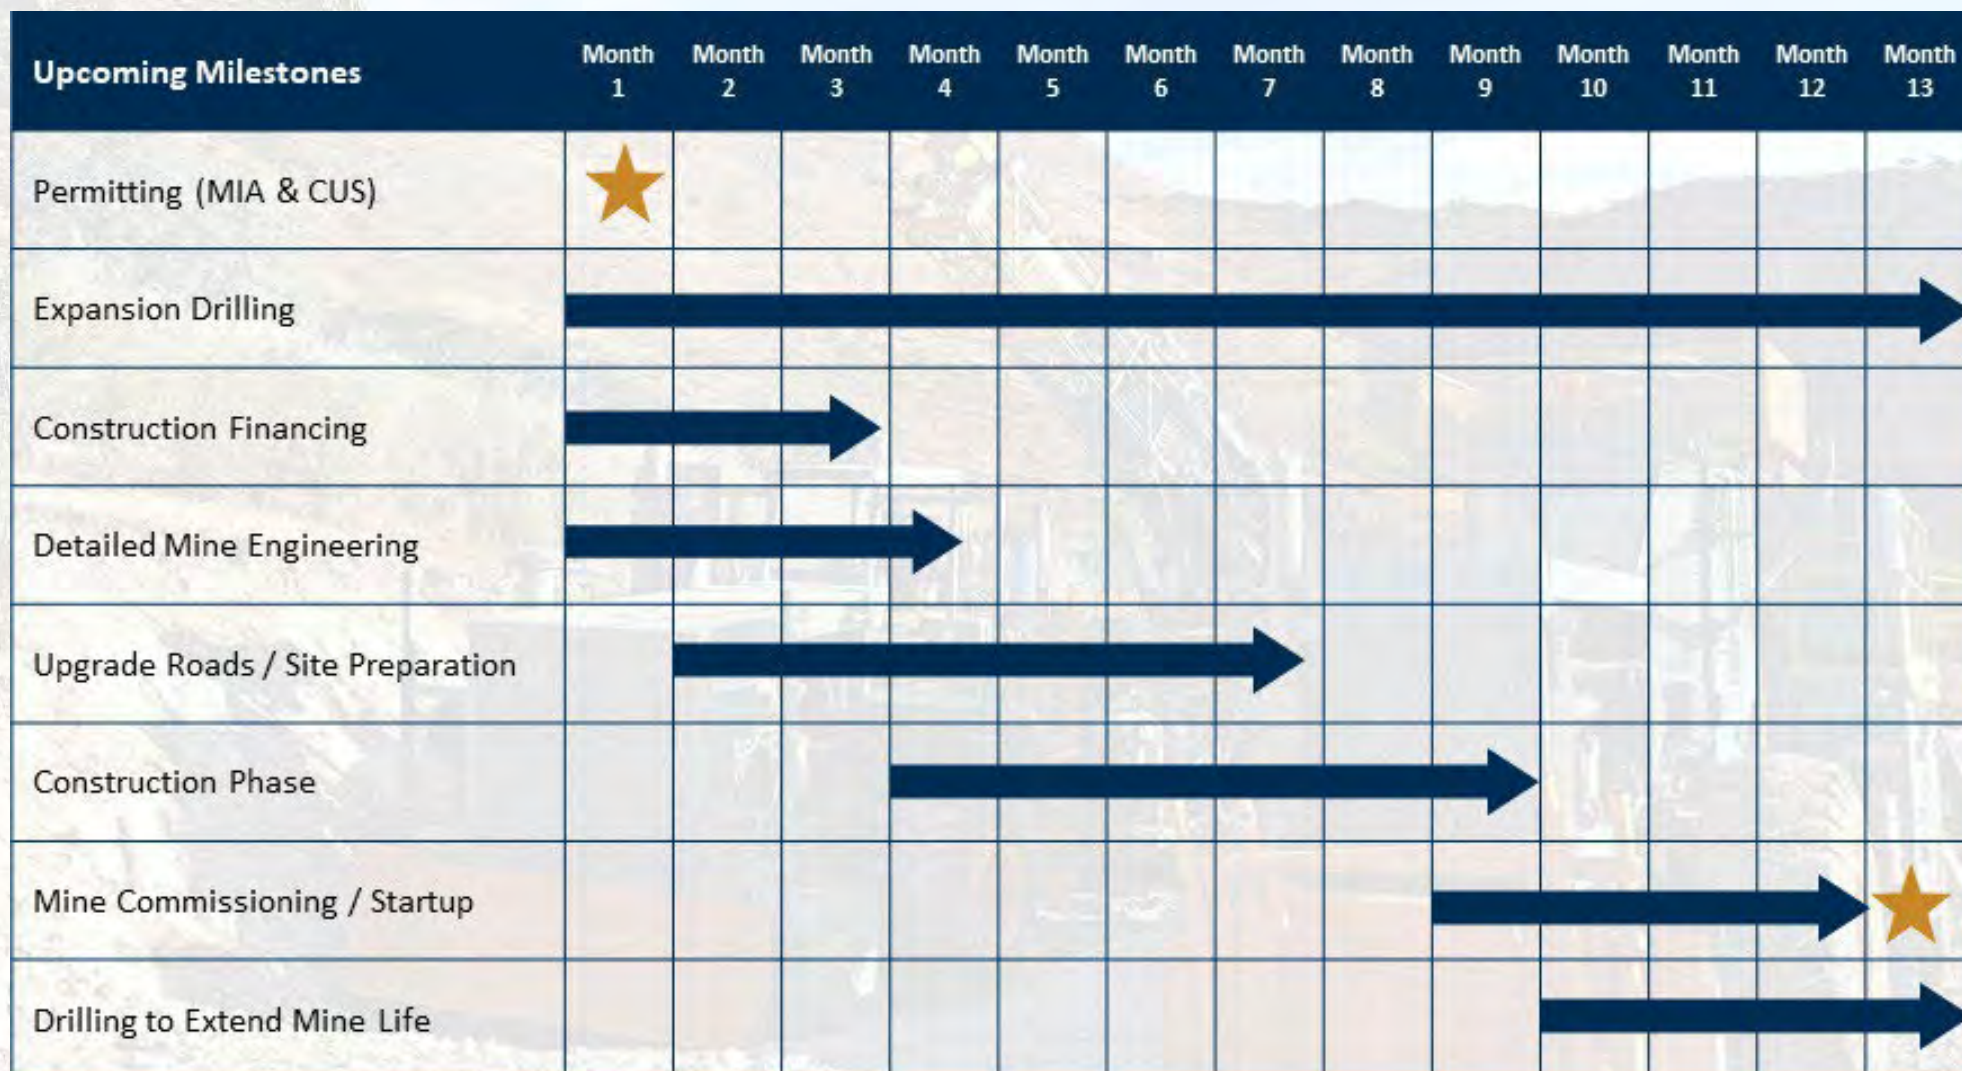 Upcoming Milestones
Month 1
Month 2
Month 3
Month 4
Month 5
Month 6
Month 7
Month 8
Month 9
Month 10
Month 11
Month 12
Month 13
Permitting (MIA & CUS)
Expansion Drilling
Construction Financing
Detailed Mine Engineering
Upgrade Roads / Site Preparation
Construction Phase
Mine Commissioning / Startup
Drilling to Extend Mine Life